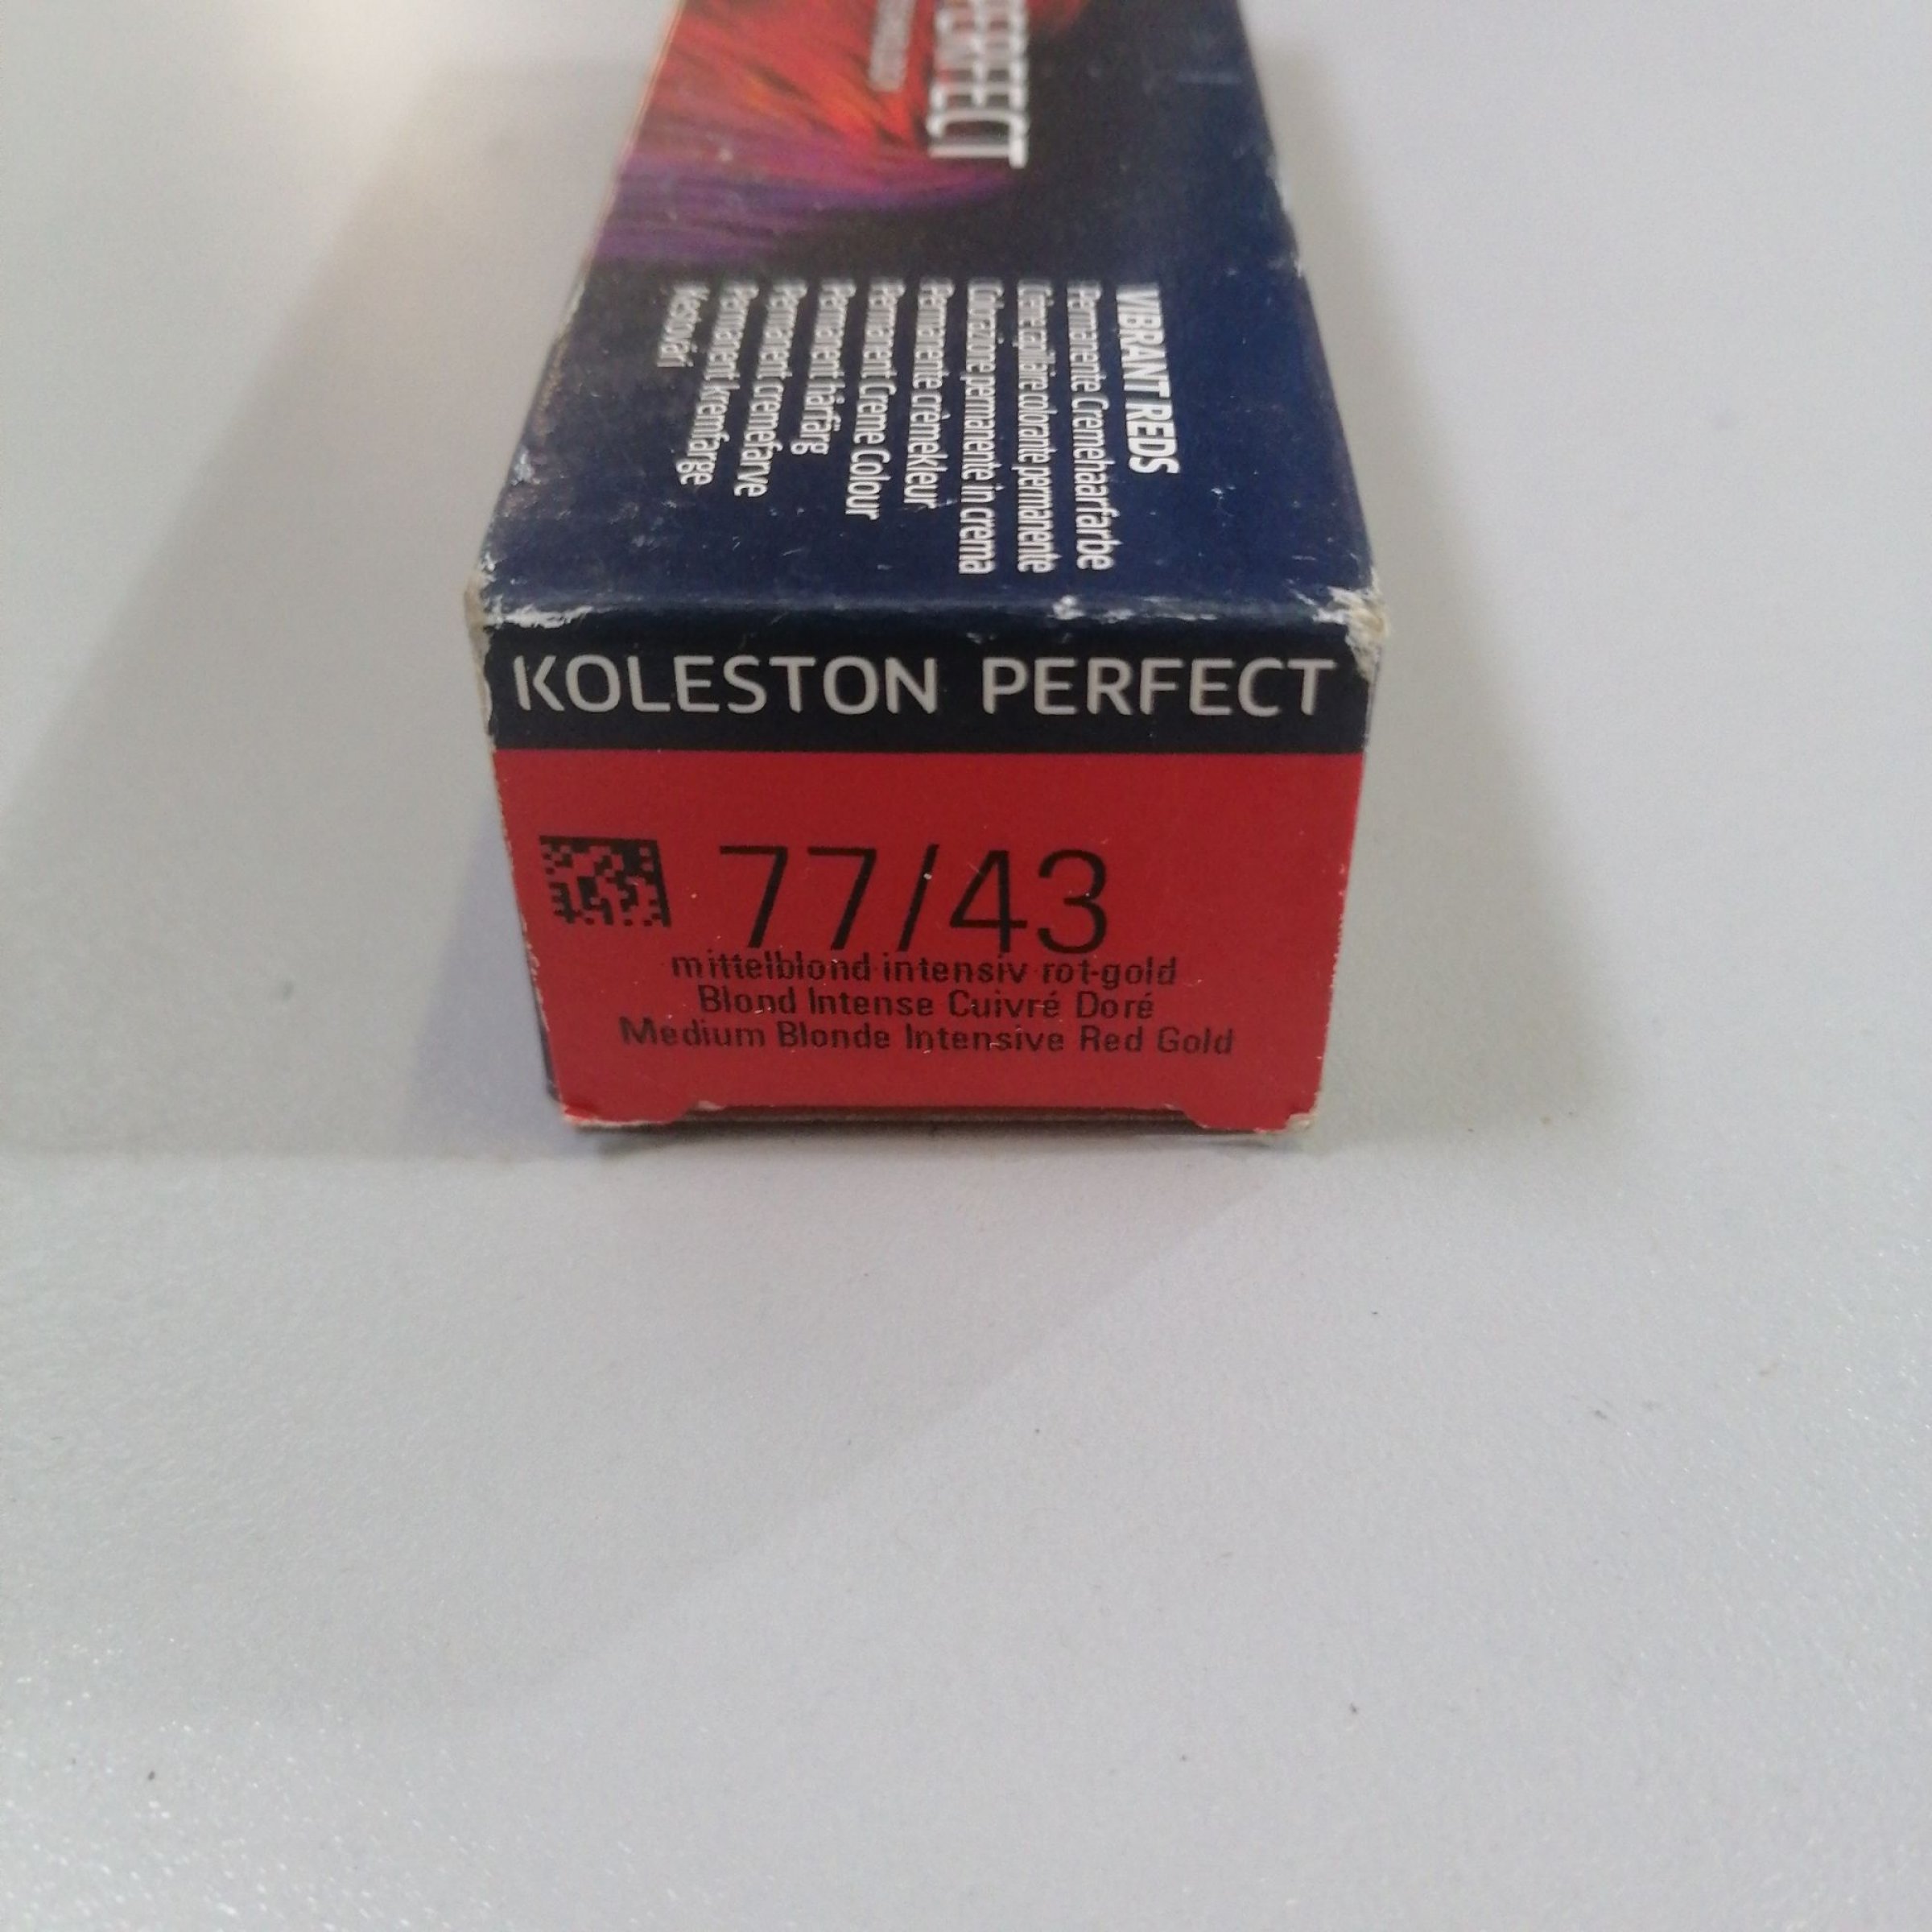 PERFECT
VIBRANT REDS
Permanente Cremehaarfarbe
Crème capillaire colorante permanente
Colorazione permanente in crema
Permanente crèmekleur
Permanent Creme Colour
Permanent hårfärg
Permanent cremefarve
Permanent kremfarge
Kestoväri
KOLESTON PERFECT
77/43
mittelblond intensiv rot-gold
Blond Intense Cuivré Doré
Medium Blonde Intensive Red Gold